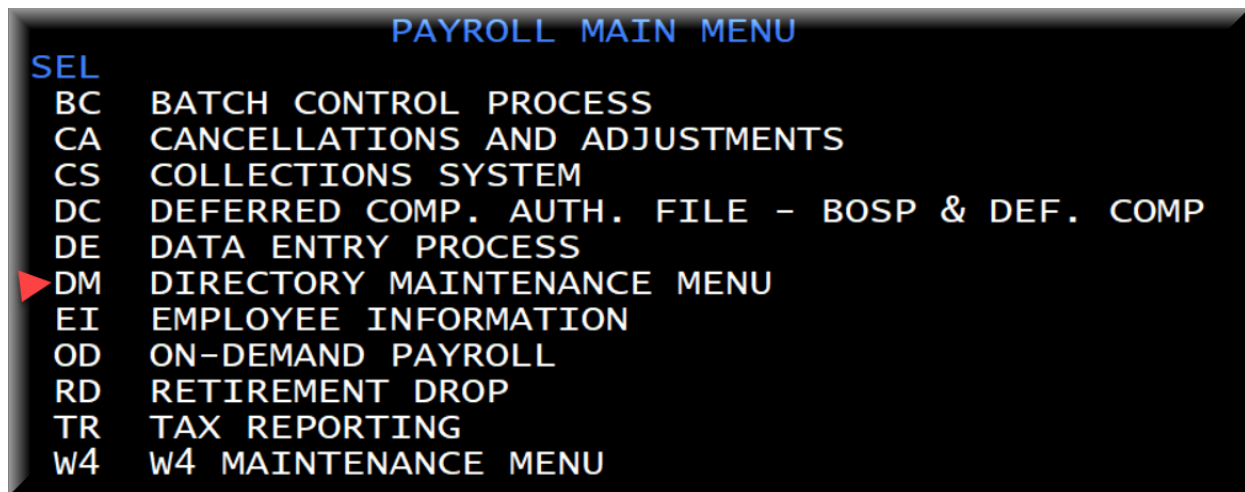 PAYROLL MAIN MENU
SEL
BC BATCH CONTROL PROCESS
CA CANCELLATIONS AND ADJUSTMENTS
CS COLLECTIONS SYSTEM
DC DEFERRED COMP. AUTH. FILE - BOSP & DEF. COMP
DE DATA ENTRY PROCESS
DM DIRECTORY MAINTENANCE MENU
EI EMPLOYEE INFORMATION
OD ON-DEMAND PAYROLL
RD RETIREMENT DROP
TR TAX REPORTING
W4 W4 MAINTENANCE MENU